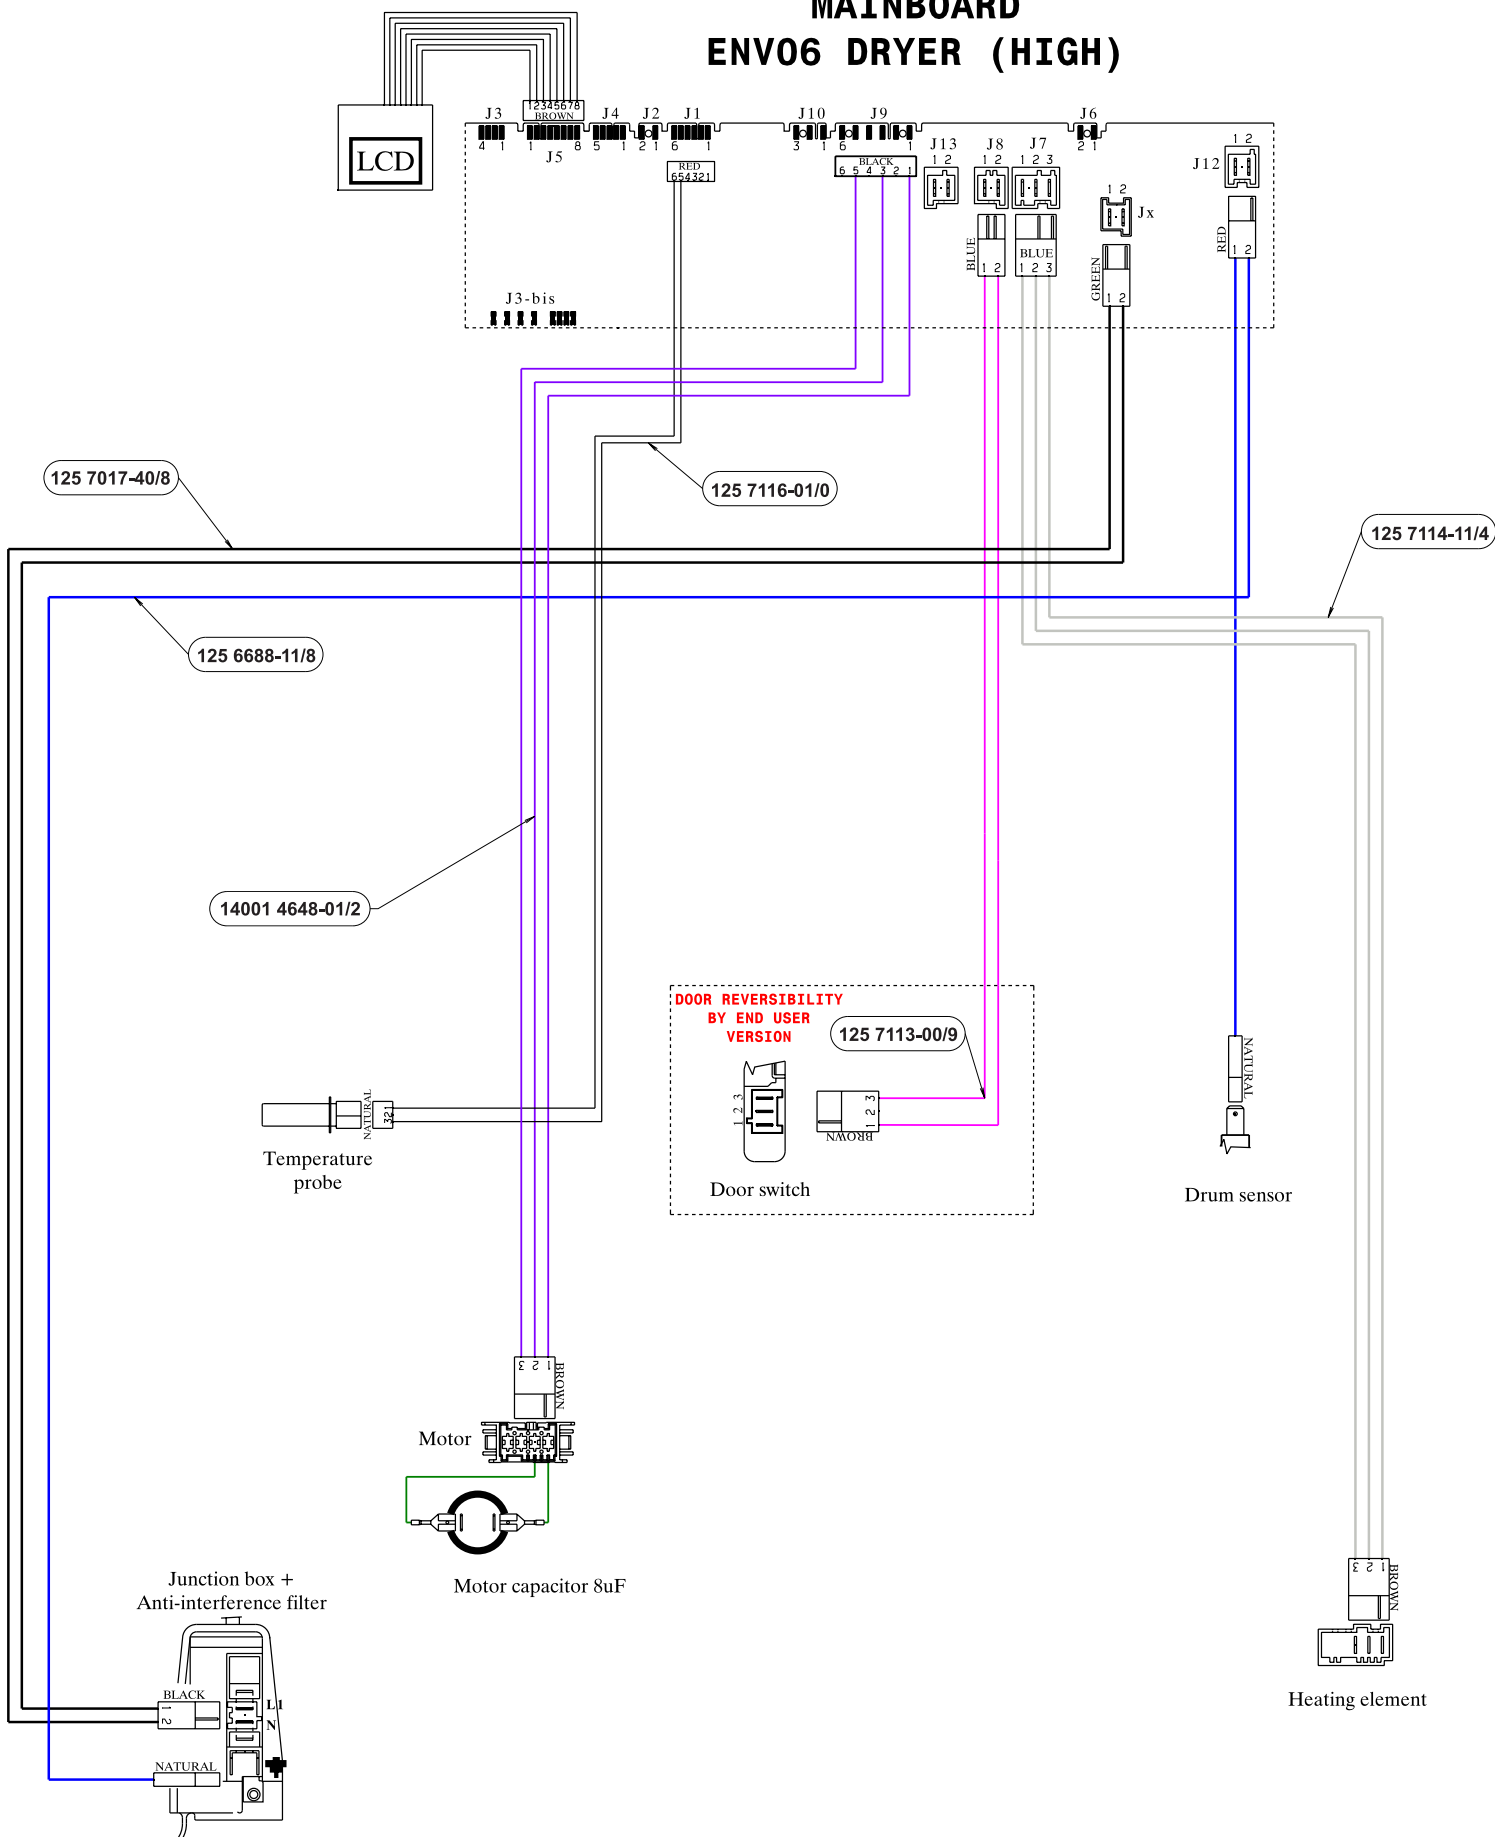 MAINBOARD
ENV06 DRYER (HIGH)
LCD
12345678
BROWN
J3
4 1
J5
1 8
J4
5 1
J2
2 1
J1
6 1
RED
654321
J10
3 1
J9
6 1
BLACK
6 5 4 3 2 1
J13
1 2
J8
1 2
J7
1 2 3
J6
2 1
J12
1 2
Jx
1 2
BLUE
1 2
BLUE
1 2 3
GREEN
1 2
RED
1 2
J3-bis
125 7017-40/8
125 7116-01/0
125 7114-11/4
125 6688-11/8
14001 4648-01/2
DOOR REVERSIBILITY
BY END USER
VERSION
125 7113-00/9
1 2 3
1 2 3
BROWN
Door switch
NATURAL
321
Temperature
probe
NATURAL
Drum sensor
3 2 1
BROWN
Motor
Motor capacitor 8uF
3 2 1
BROWN
Heating element
Junction box +
Anti-interference filter
BLACK
1 2
L1
N
NATURAL